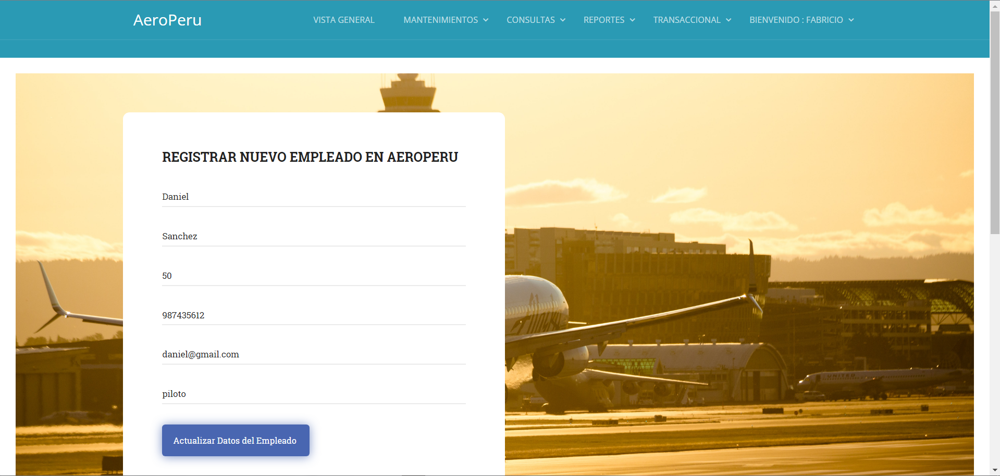 AeroPeru
VISTA GENERAL
MANTENIMIENTOS
CONSULTAS
REPORTES
TRANSACCIONAL
BIENVENIDO : FABRICIO
REGISTRAR NUEVO EMPLEADO EN AEROPERU
Daniel
Sanchez
50
987435612
daniel@gmail.com
piloto
Actualizar Datos del Empleado
UNITED